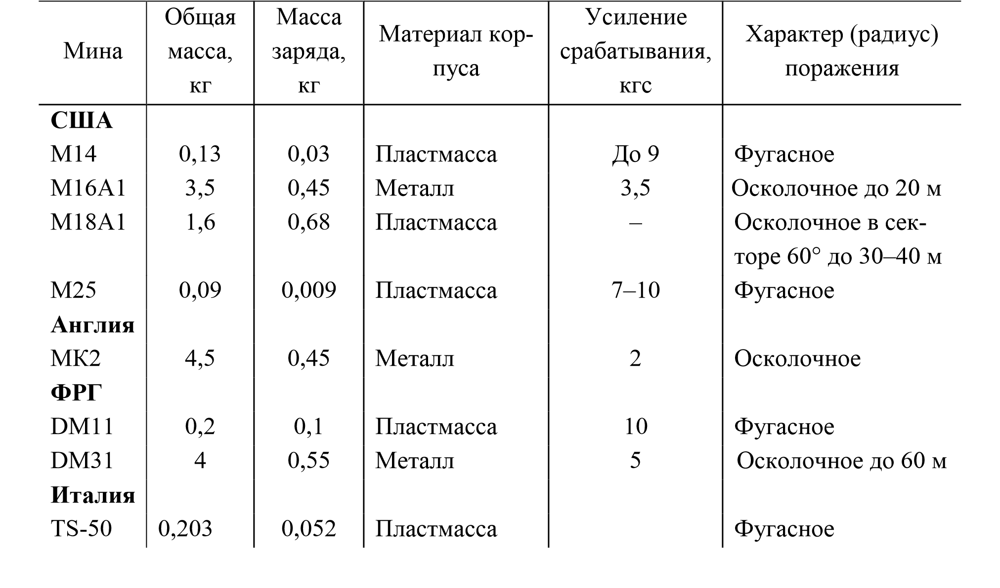 Мина
Общая
масса,
кг
Масса
заряда,
кг
Материал кор-
пуса
Усиление
срабатывания,
кгс
Характер (радиус)
поражения
США
М14 0,13 0,03 Пластмасса До 9 Фугасное
М16А1 3,5 0,45 Металл 3,5 Осколочное до 20 м
М18А1 1,6 0,68 Пластмасса – Осколочное в сек-
торе 60° до 30–40 м
М25 0,09 0,009 Пластмасса 7–10 Фугасное
Англия
МК2 4,5 0,45 Металл 2 Осколочное
ФРГ
DM11 0,2 0,1 Пластмасса 10 Фугасное
DM31 4 0,55 Металл 5 Осколочное до 60 м
Италия
TS-50 0,203 0,052 Пластмасса Фугасное